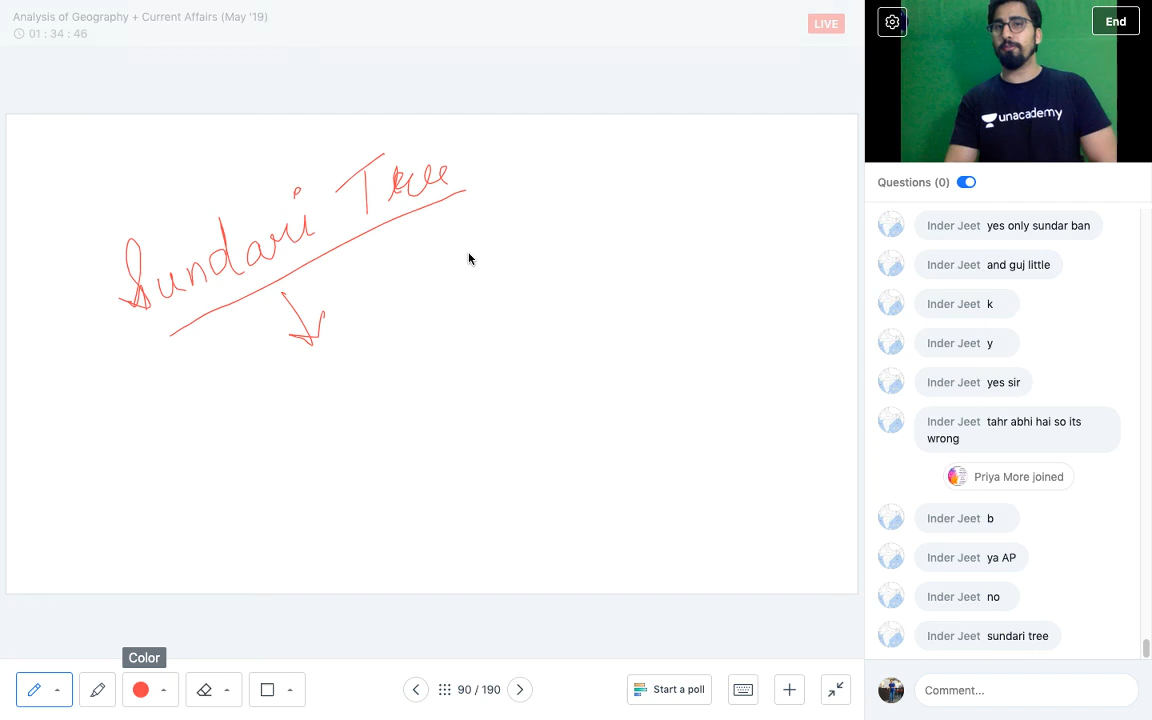 Analysis of Geography + Current Affairs (May '19)
01 : 34 : 46
LIVE
End
unacademy
Sundari Tree
Questions (0)
Inder Jeet yes only sundar ban
Inder Jeet and guj little
Inder Jeet k
Inder Jeet y
Inder Jeet yes sir
Inder Jeet tahr abhi hai so its
wrong
Priya More joined
Inder Jeet b
Inder Jeet ya AP
Inder Jeet no
Inder Jeet sundari tree
Color
90 / 190
Start a poll
Comment...